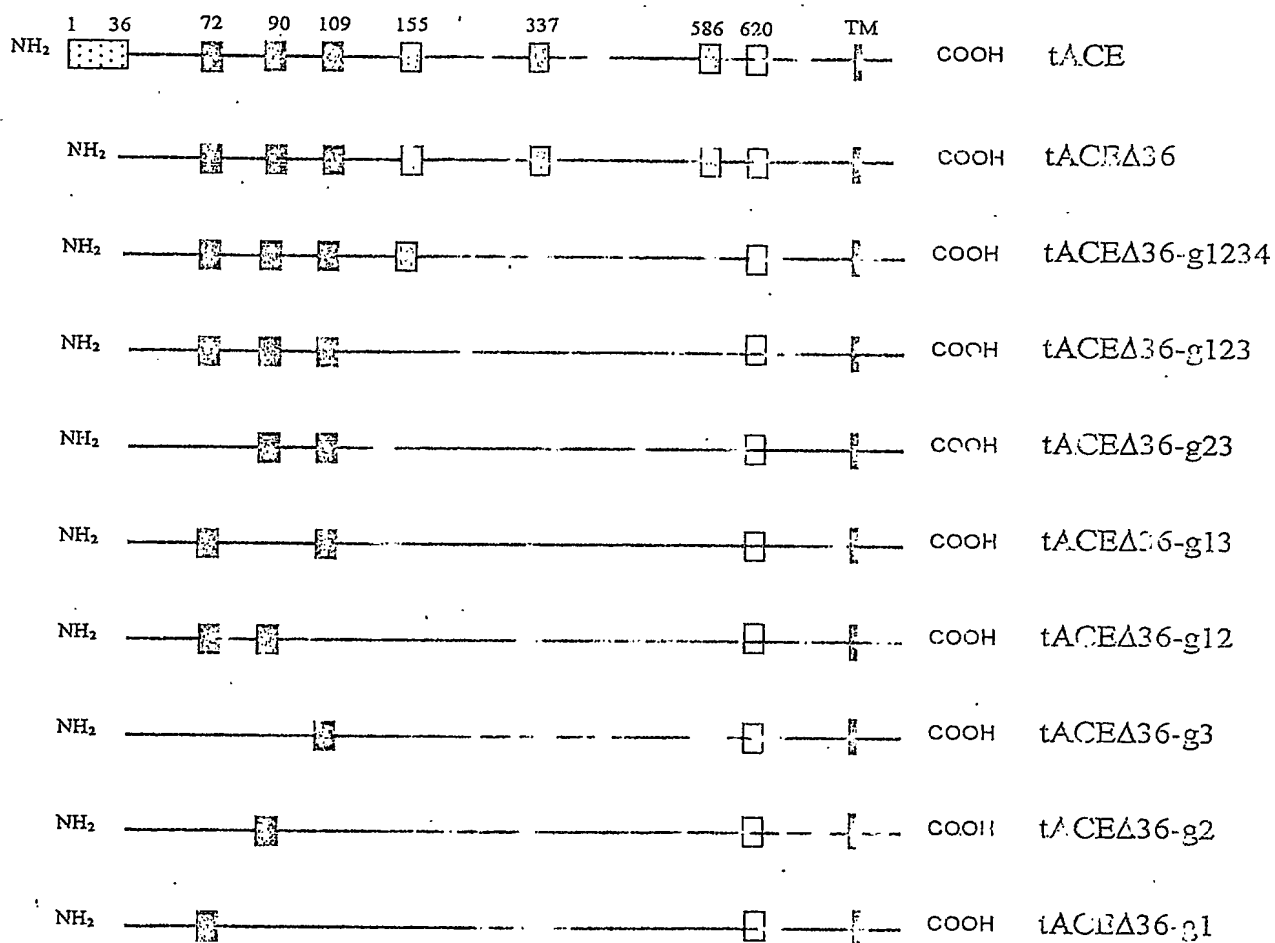 1 36 72 90 109 155 337 586 620 TM
NH₂ COOH tACE
NH₂ COOH tACEΔ36
NH₂ COOH tACEΔ36-g1234
NH₂ COOH tACEΔ36-g123
NH₂ COOH tACEΔ36-g23
NH₂ COOH tACEΔ36-g13
NH₂ COOH tACEΔ36-g12
NH₂ COOH tACEΔ36-g3
NH₂ COOH tACEΔ36-g2
NH₂ COOH tACEΔ36-g1